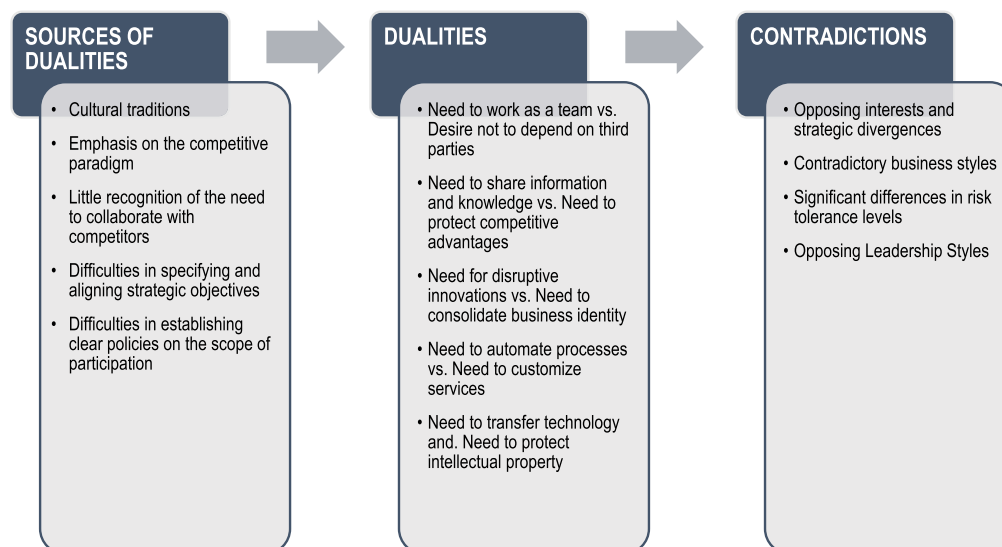 SOURCES OF
DUALITIES
• Cultural traditions
• Emphasis on the competitive
paradigm
• Little recognition of the need
to collaborate with
competitors
• Difficulties in specifying and
aligning strategic objectives
• Difficulties in establishing
clear policies on the scope of
participation
DUALITIES
• Need to work as a team vs.
Desire not to depend on third
parties
• Need to share information
and knowledge vs. Need to
protect competitive
advantages
• Need for disruptive
innovations vs. Need to
consolidate business identity
• Need to automate processes
vs. Need to customize
services
• Need to transfer technology
and. Need to protect
intellectual property
CONTRADICTIONS
• Opposing interests and
strategic divergences
• Contradictory business styles
• Significant differences in risk
tolerance levels
• Opposing Leadership Styles